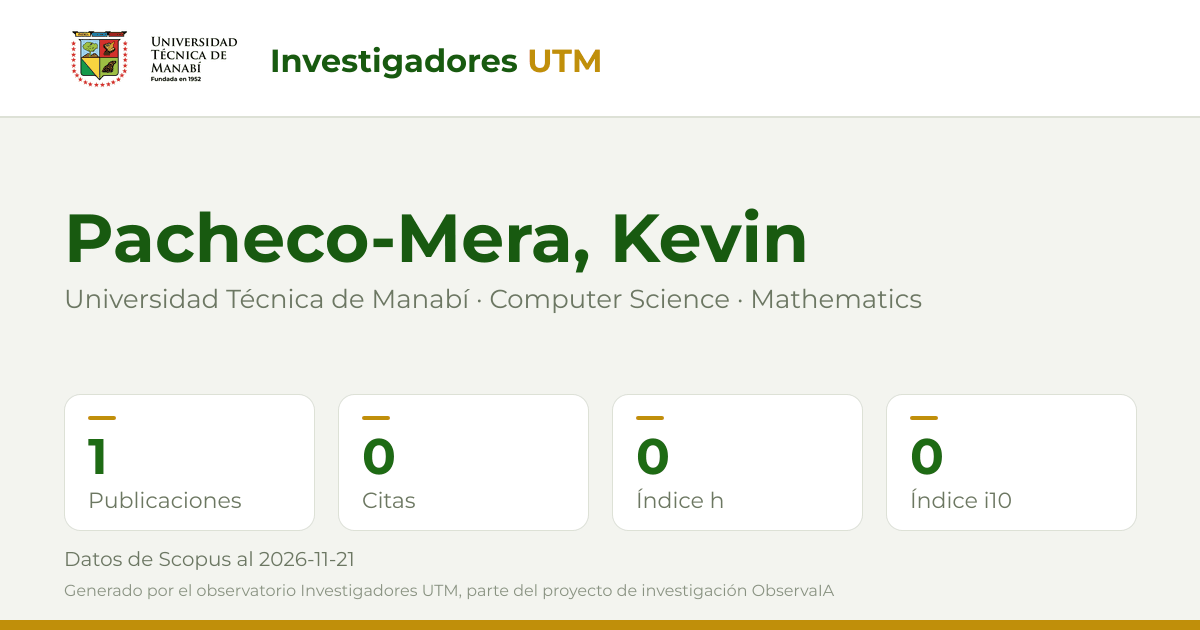 UNIVERSIDAD
TÉCNICA DE
MANABÍ
Fundada en 1952
Investigadores UTM
Pacheco-Mera, Kevin
Universidad Técnica de Manabí · Computer Science · Mathematics
1
Publicaciones
0
Citas
0
Índice h
0
Índice i10
Datos de Scopus al 2026-11-21
Generado por el observatorio Investigadores UTM, parte del proyecto de investigación ObservaIA